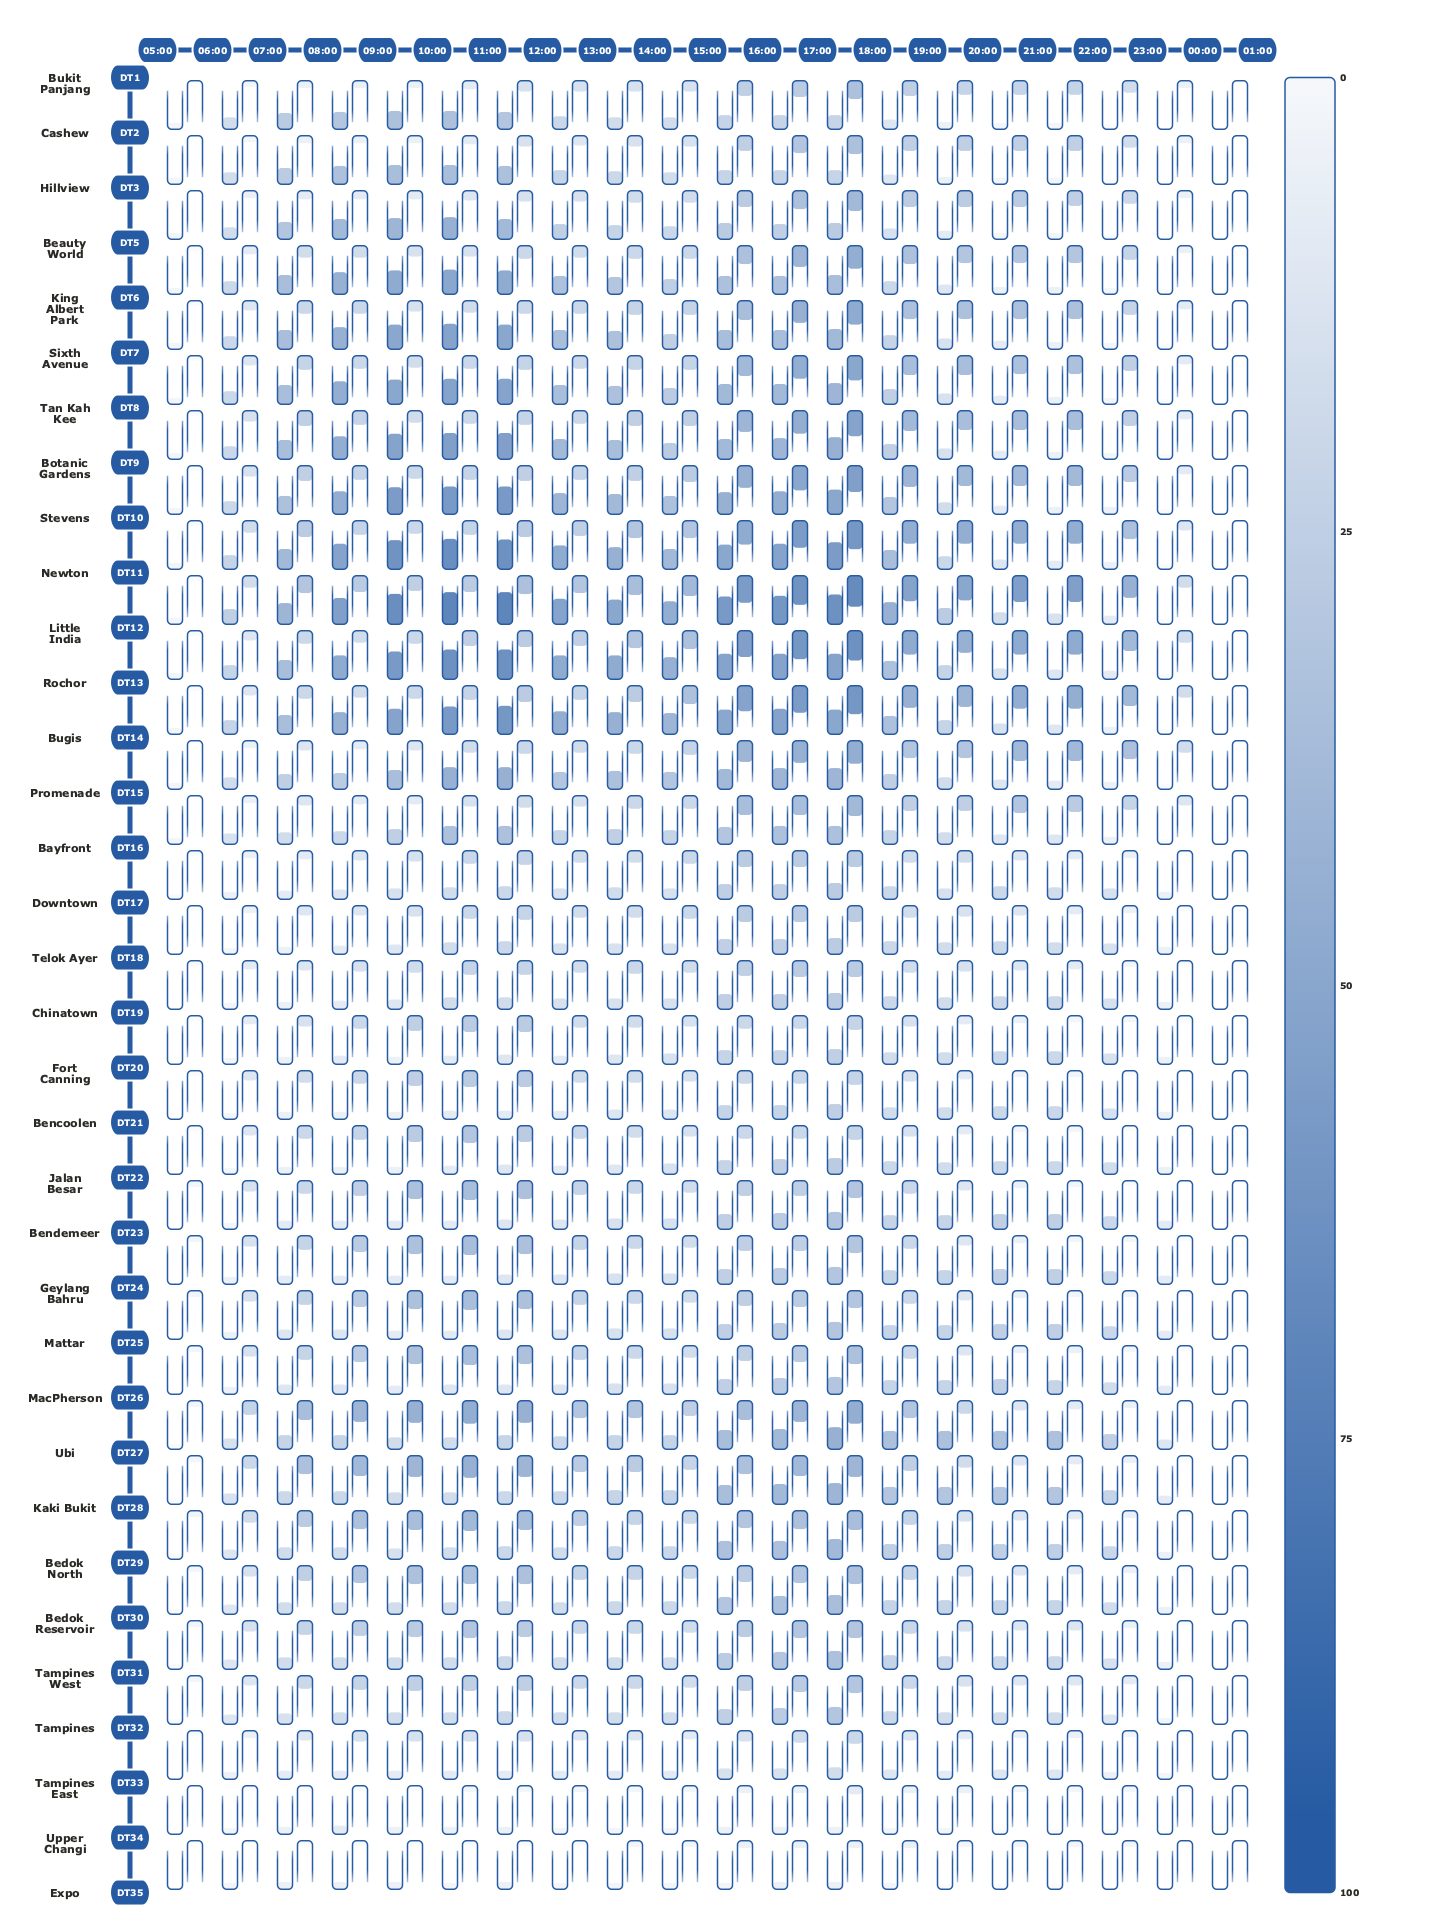 05:00 06:00 07:00 08:00 09:00 10:00 11:00 12:00 13:00 14:00 15:00 16:00 17:00 18:00 19:00 20:00 21:00 22:00 23:00 00:00 01:00
Bukit
Panjang
DT1
0
Cashew DT2
Hillview DT3
Beauty
World
DT5
King
Albert
Park
DT6
Sixth
Avenue
DT7
Tan Kah
Kee
DT8
Botanic
Gardens
DT9
Stevens DT10
25
Newton DT11
Little
India
DT12
Rochor DT13
Bugis DT14
Promenade DT15
Bayfront DT16
Downtown DT17
Telok Ayer DT18
50
Chinatown DT19
Fort
Canning
DT20
Bencoolen DT21
Jalan
Besar
DT22
Bendemeer DT23
Geylang
Bahru
DT24
Mattar DT25
MacPherson DT26
75
Ubi DT27
Kaki Bukit DT28
Bedok
North
DT29
Bedok
Reservoir
DT30
Tampines
West
DT31
Tampines DT32
Tampines
East
DT33
Upper
Changi
DT34
Expo DT35
100